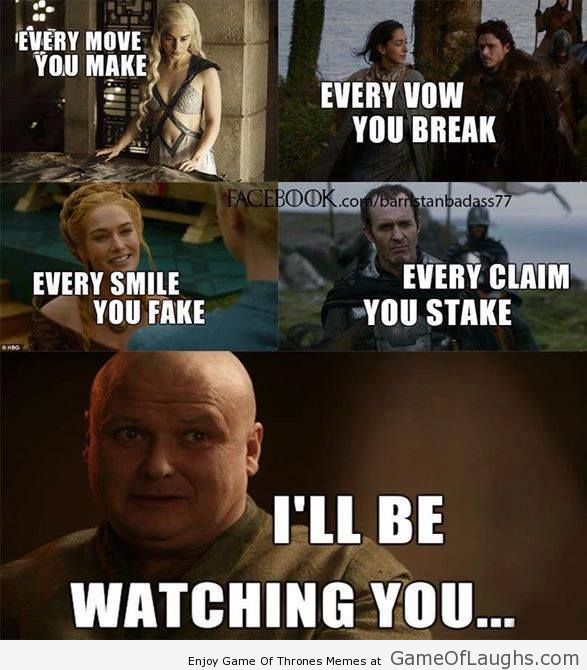 EVERY MOVE
YOU MAKE
EVERY VOW
YOU BREAK
FACEBOOK.com/barristanbadass77
EVERY SMILE
YOU FAKE
EVERY CLAIM
YOU STAKE
© HBO
I'LL BE
WATCHING YOU...
Enjoy Game Of Thrones Memes at GameOfLaughs.com